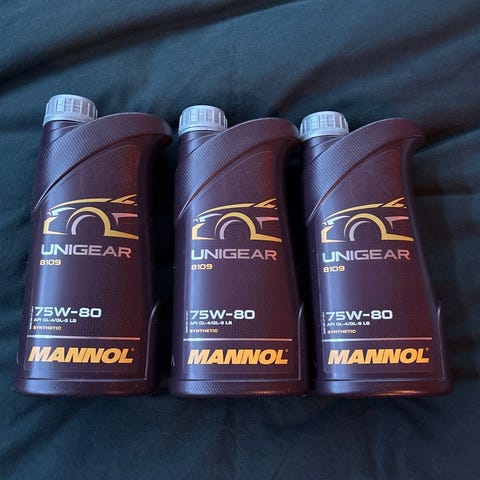 UNIGEAR
8109
75W-80
API GL-4/GL-5 LS
SYNTHETIC
MANNOL
UNIGEAR
8109
75W-80
API GL-4/GL-5 LS
SYNTHETIC
MANNOL
UNIGEAR
8109
75W-80
API GL-4/GL-5 LS
SYNTHETIC
MANNOL